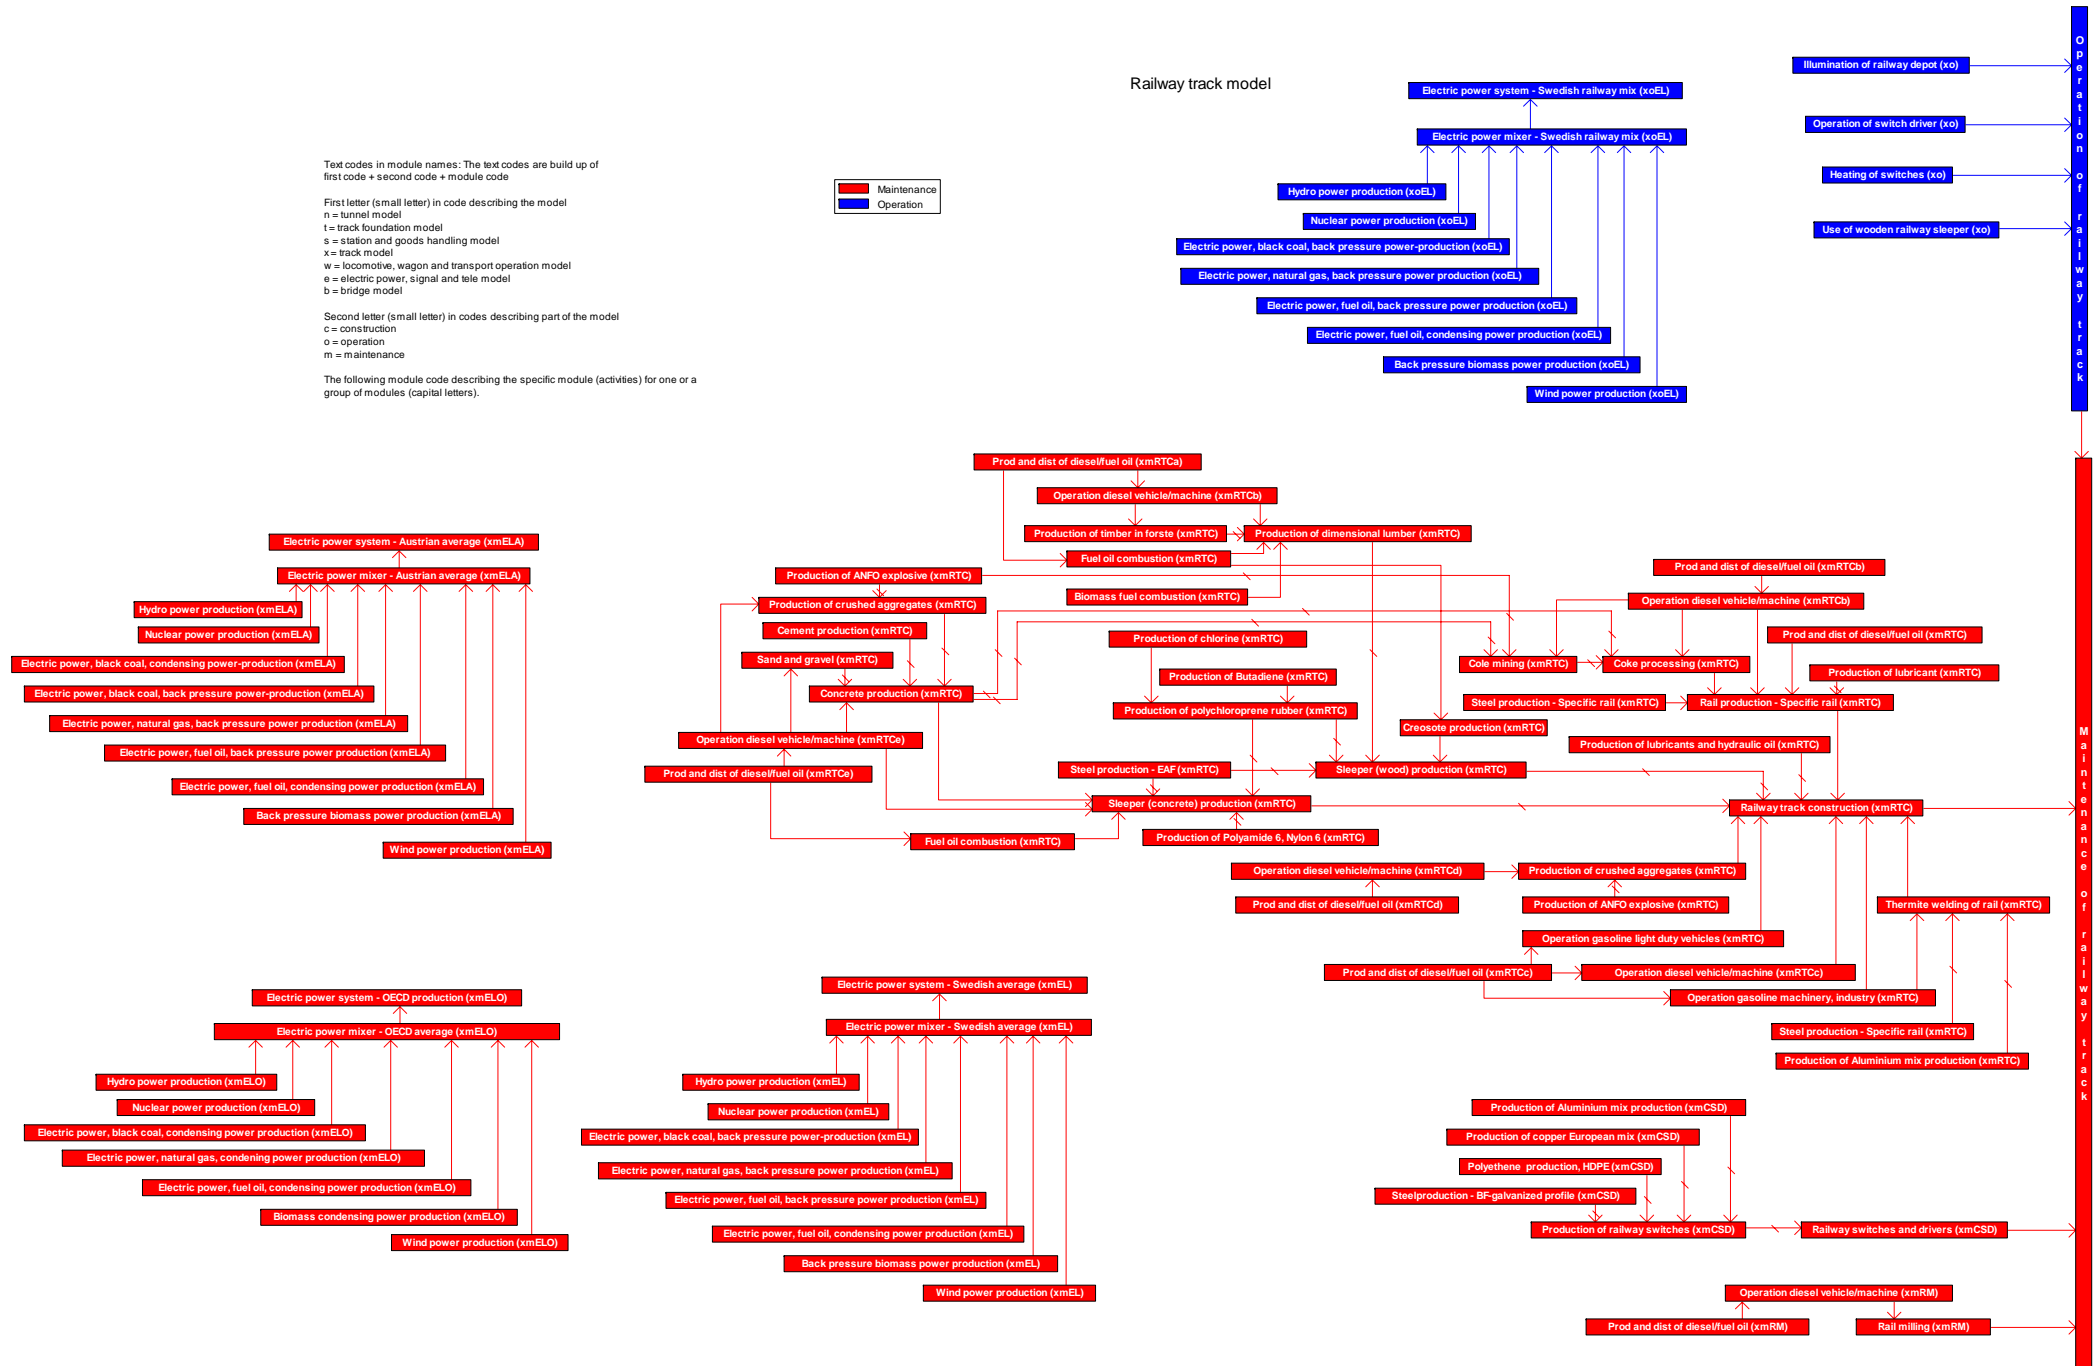 Railway track model
Text codes in module names: The text codes are build up of
first code + second code + module code
First letter (small letter) in code describing the model
n = tunnel model
t = track foundation model
s = station and goods handling model
x = track model
w = locomotive, wagon and transport operation model
e = electric power, signal and tele model
b = bridge model
Second letter (small letter) in codes describing part of the model
c = construction
o = operation
m = maintenance
The following module code describing the specific module (activities) for one or a
group of modules (capital letters).
Maintenance
Operation
Electric power system - Swedish railway mix (xoEL)
Electric power mixer - Swedish railway mix (xoEL)
Hydro power production (xoEL)
Nuclear power production (xoEL)
Electric power, black coal, back pressure power-production (xoEL)
Electric power, natural gas, back pressure power production (xoEL)
Electric power, fuel oil, back pressure power production (xoEL)
Electric power, fuel oil, condensing power production (xoEL)
Back pressure biomass power production (xoEL)
Wind power production (xoEL)
Illumination of railway depot (xo)
Operation of switch driver (xo)
Heating of switches (xo)
Use of wooden railway sleeper (xo)
Operation of railway track
Electric power system - Austrian average (xmELA)
Electric power mixer - Austrian average (xmELA)
Hydro power production (xmELA)
Nuclear power production (xmELA)
Electric power, black coal, condensing power-production (xmELA)
Electric power, black coal, back pressure power-production (xmELA)
Electric power, natural gas, back pressure power production (xmELA)
Electric power, fuel oil, back pressure power production (xmELA)
Electric power, fuel oil, condensing power production (xmELA)
Back pressure biomass power production (xmELA)
Wind power production (xmELA)
Prod and dist of diesel/fuel oil (xmRTCa)
Operation diesel vehicle/machine (xmRTCb)
Production of timber in forste (xmRTC)
Production of dimensional lumber (xmRTC)
Fuel oil combustion (xmRTC)
Production of ANFO explosive (xmRTC)
Biomass fuel combustion (xmRTC)
Production of crushed aggregates (xmRTC)
Cement production (xmRTC)
Sand and gravel (xmRTC)
Concrete production (xmRTC)
Production of chlorine (xmRTC)
Production of Butadiene (xmRTC)
Production of polychloroprene rubber (xmRTC)
Creosote production (xmRTC)
Operation diesel vehicle/machine (xmRTCe)
Prod and dist of diesel/fuel oil (xmRTCe)
Steel production - EAF (xmRTC)
Sleeper (wood) production (xmRTC)
Sleeper (concrete) production (xmRTC)
Fuel oil combustion (xmRTC)
Production of Polyamide 6, Nylon 6 (xmRTC)
Prod and dist of diesel/fuel oil (xmRTCb)
Operation diesel vehicle/machine (xmRTCb)
Prod and dist of diesel/fuel oil (xmRTC)
Cole mining (xmRTC)
Coke processing (xmRTC)
Production of lubricant (xmRTC)
Steel production - Specific rail (xmRTC)
Rail production - Specific rail (xmRTC)
Production of lubricants and hydraulic oil (xmRTC)
Railway track construction (xmRTC)
Operation diesel vehicle/machine (xmRTCd)
Production of crushed aggregates (xmRTC)
Prod and dist of diesel/fuel oil (xmRTCd)
Production of ANFO explosive (xmRTC)
Thermite welding of rail (xmRTC)
Operation gasoline light duty vehicles (xmRTC)
Prod and dist of diesel/fuel oil (xmRTCc)
Operation diesel vehicle/machine (xmRTCc)
Operation gasoline machinery, industry (xmRTC)
Steel production - Specific rail (xmRTC)
Production of Aluminium mix production (xmRTC)
Maintenance of railway track
Electric power system - OECD production (xmELO)
Electric power mixer - OECD average (xmELO)
Hydro power production (xmELO)
Nuclear power production (xmELO)
Electric power, black coal, condensing power production (xmELO)
Electric power, natural gas, condening power production (xmELO)
Electric power, fuel oil, condensing power production (xmELO)
Biomass condensing power production (xmELO)
Wind power production (xmELO)
Electric power system - Swedish average (xmEL)
Electric power mixer - Swedish average (xmEL)
Hydro power production (xmEL)
Nuclear power production (xmEL)
Electric power, black coal, back pressure power-production (xmEL)
Electric power, natural gas, back pressure power production (xmEL)
Electric power, fuel oil, back pressure power production (xmEL)
Electric power, fuel oil, condensing power production (xmEL)
Back pressure biomass power production (xmEL)
Wind power production (xmEL)
Production of Aluminium mix production (xmCSD)
Production of copper European mix (xmCSD)
Polyethene production, HDPE (xmCSD)
Steelproduction - BF-galvanized profile (xmCSD)
Production of railway switches (xmCSD)
Railway switches and drivers (xmCSD)
Operation diesel vehicle/machine (xmRM)
Prod and dist of diesel/fuel oil (xmRM)
Rail milling (xmRM)